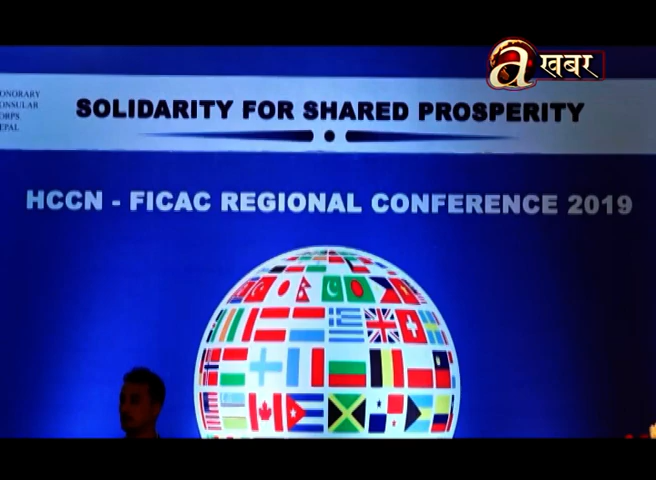 a खबर
ONORARY
ONSULAR
ORPS
EPAL
SOLIDARITY FOR SHARED PROSPERITY
HCCN - FICAC REGIONAL CONFERENCE 2019